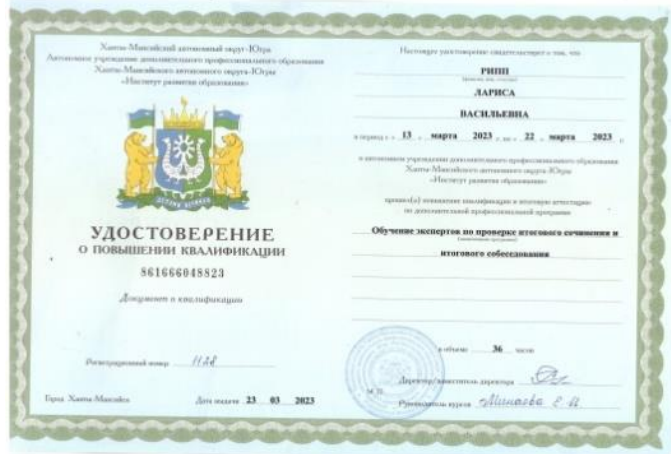 Ханты-Мансийский автономный округ-Югра
Автономное учреждение дополнительного профессионального образования
Ханты-Мансийского автономного округа-Югры
«Институт развития образования»
УДОСТОВЕРЕНИЕ
О ПОВЫШЕНИИ КВАЛИФИКАЦИИ
861666048823
Документ о квалификации
Регистрационный номер 1128
Город Ханты-Мансийск
Дата выдачи 23 03 2023
Настоящее удостоверение свидетельствует о том, что
РИПП
ЛАРИСА
ВАСИЛЬЕВНА
в период с « 13 » марта 2023 г. по « 22 » марта 2023 г.
в автономном учреждении дополнительного профессионального образования
Ханты-Мансийского автономного округа-Югры
«Институт развития образования»
прошел(а) повышение квалификации и итоговую аттестацию
по дополнительной профессиональной программе
Обучение экспертов по проверке итогового сочинения и
итогового собеседования
в объеме 36 часов
М.П.
Директор/заместитель директора
Руководитель курсов Минаева Е.И.